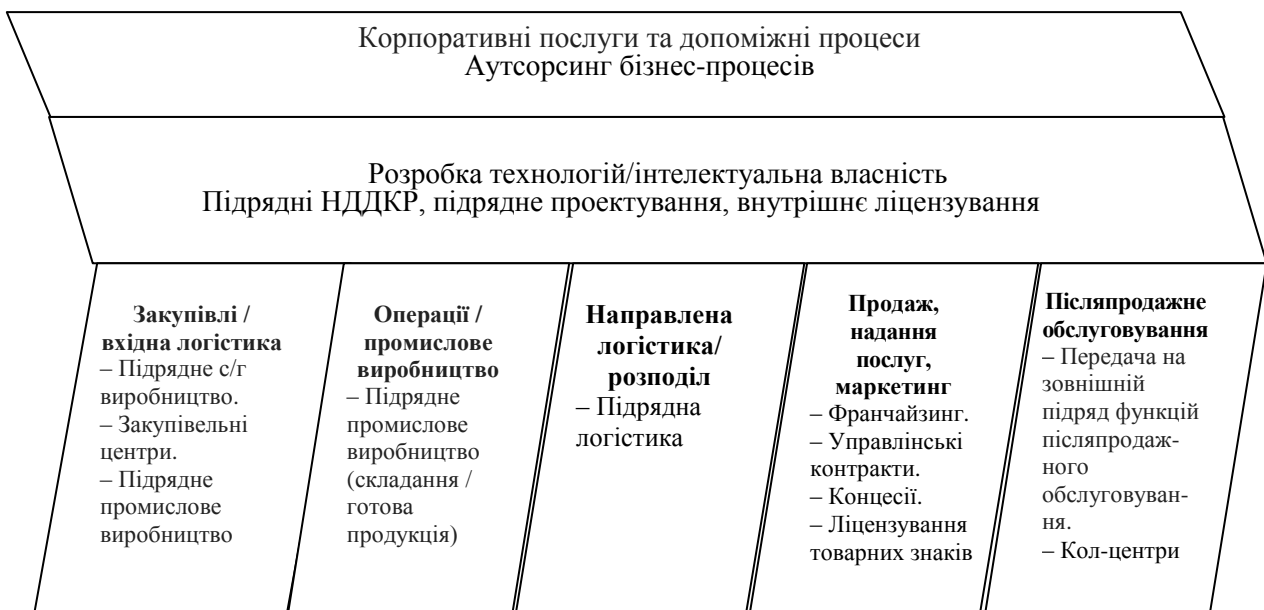 Корпоративні послуги та допоміжні процеси
Аутсорсинг бізнес-процесів
Розробка технологій/інтелектуальна власність
Підрядні НДДКР, підрядне проектування, внутрішнє ліцензування
Закупівлі /
вхідна логістика
– Підрядне с/г
виробництво.
– Закупівельні
центри.
– Підрядне
промислове
виробництво
Операції /
промислове
виробництво
– Підрядне
промислове
виробництво
(складання /
готова
продукція)
Направлена
логістика/
розподіл
– Підрядна
логістика
Продаж,
надання
послуг,
маркетинг
– Франчайзинг.
– Управлінські
контракти.
– Концесії.
– Ліцензування
товарних знаків
Післяпродажне
обслуговування
– Передача на
зовнішній
підряд функцій
післяпродаж-
ного
обслуговуван-
ня.
– Кол-центри